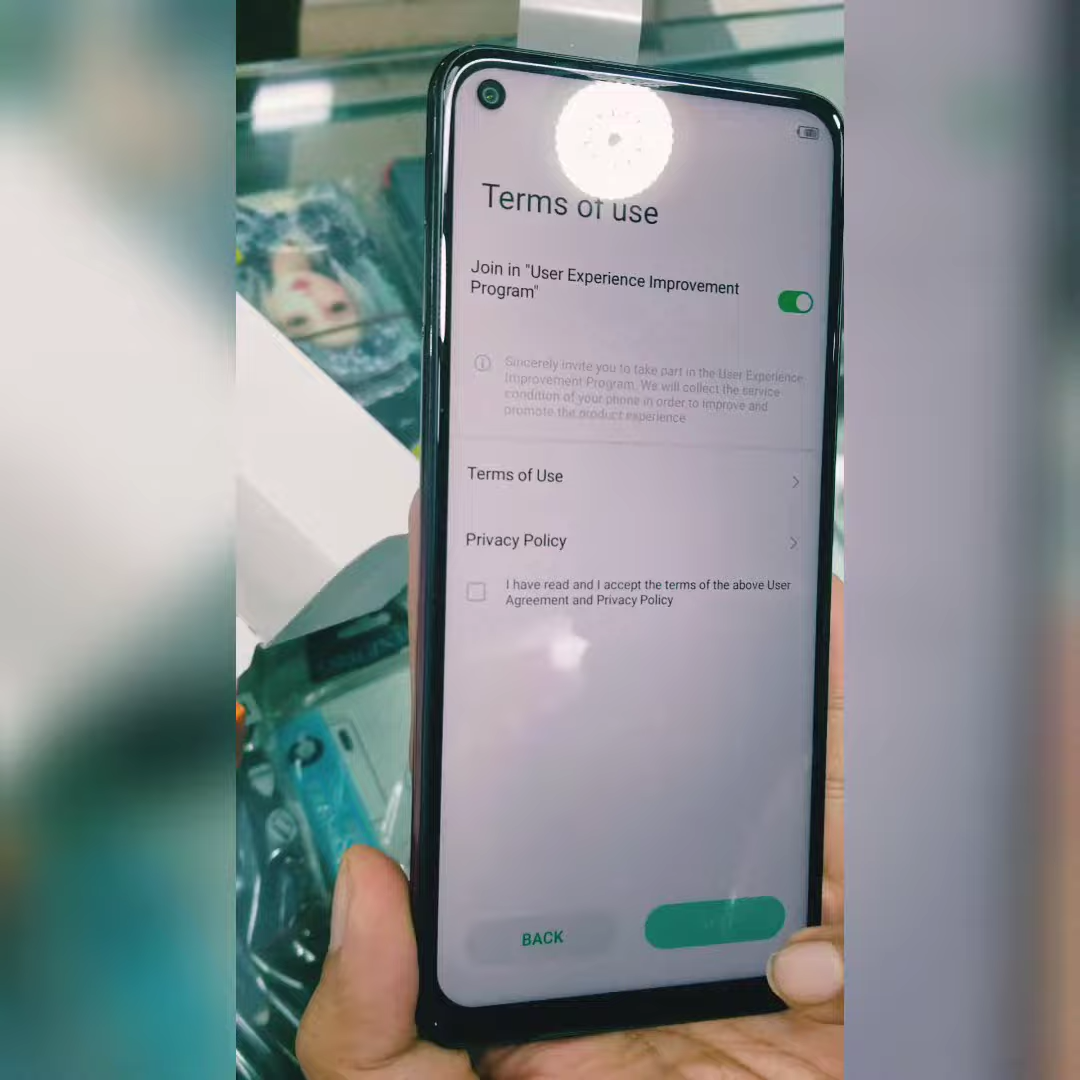 Terms of use
Join in "User Experience Improvement
Program"
Sincerely invite you to take part in the User Experience
Improvement Program. We will collect the service
condition of your phone in order to improve and
promote the product experience
Terms of Use
Privacy Policy
I have read and I accept the terms of the above User
Agreement and Privacy Policy
BACK